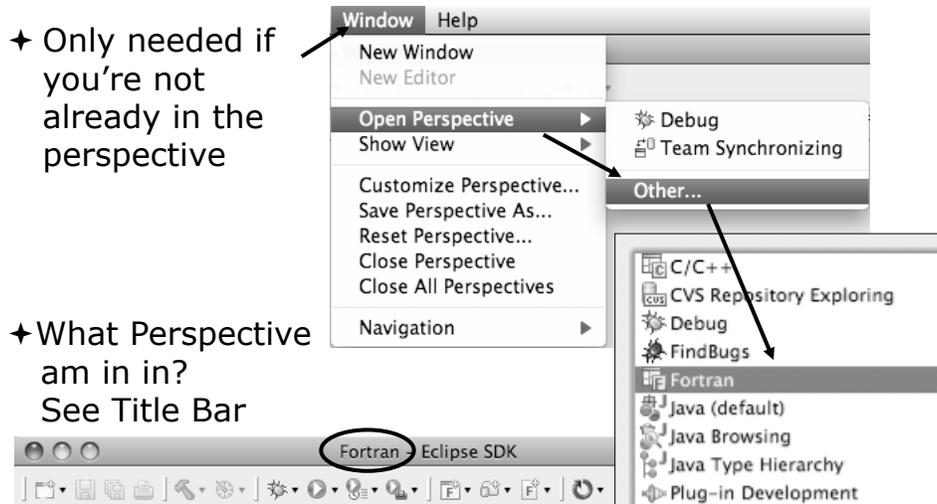 Only needed if
you're not
already in the
perspective
Window Help
New Window
New Editor
Open Perspective
Show View
Customize Perspective...
Save Perspective As...
Reset Perspective...
Close Perspective
Close All Perspectives
Navigation
Debug
Team Synchronizing
Other...
C/C++
CVS Repository Exploring
Debug
FindBugs
Fortran
Java (default)
Java Browsing
Java Type Hierarchy
Plug-in Development
What Perspective
am in in?
See Title Bar
Fortran - Eclipse SDK